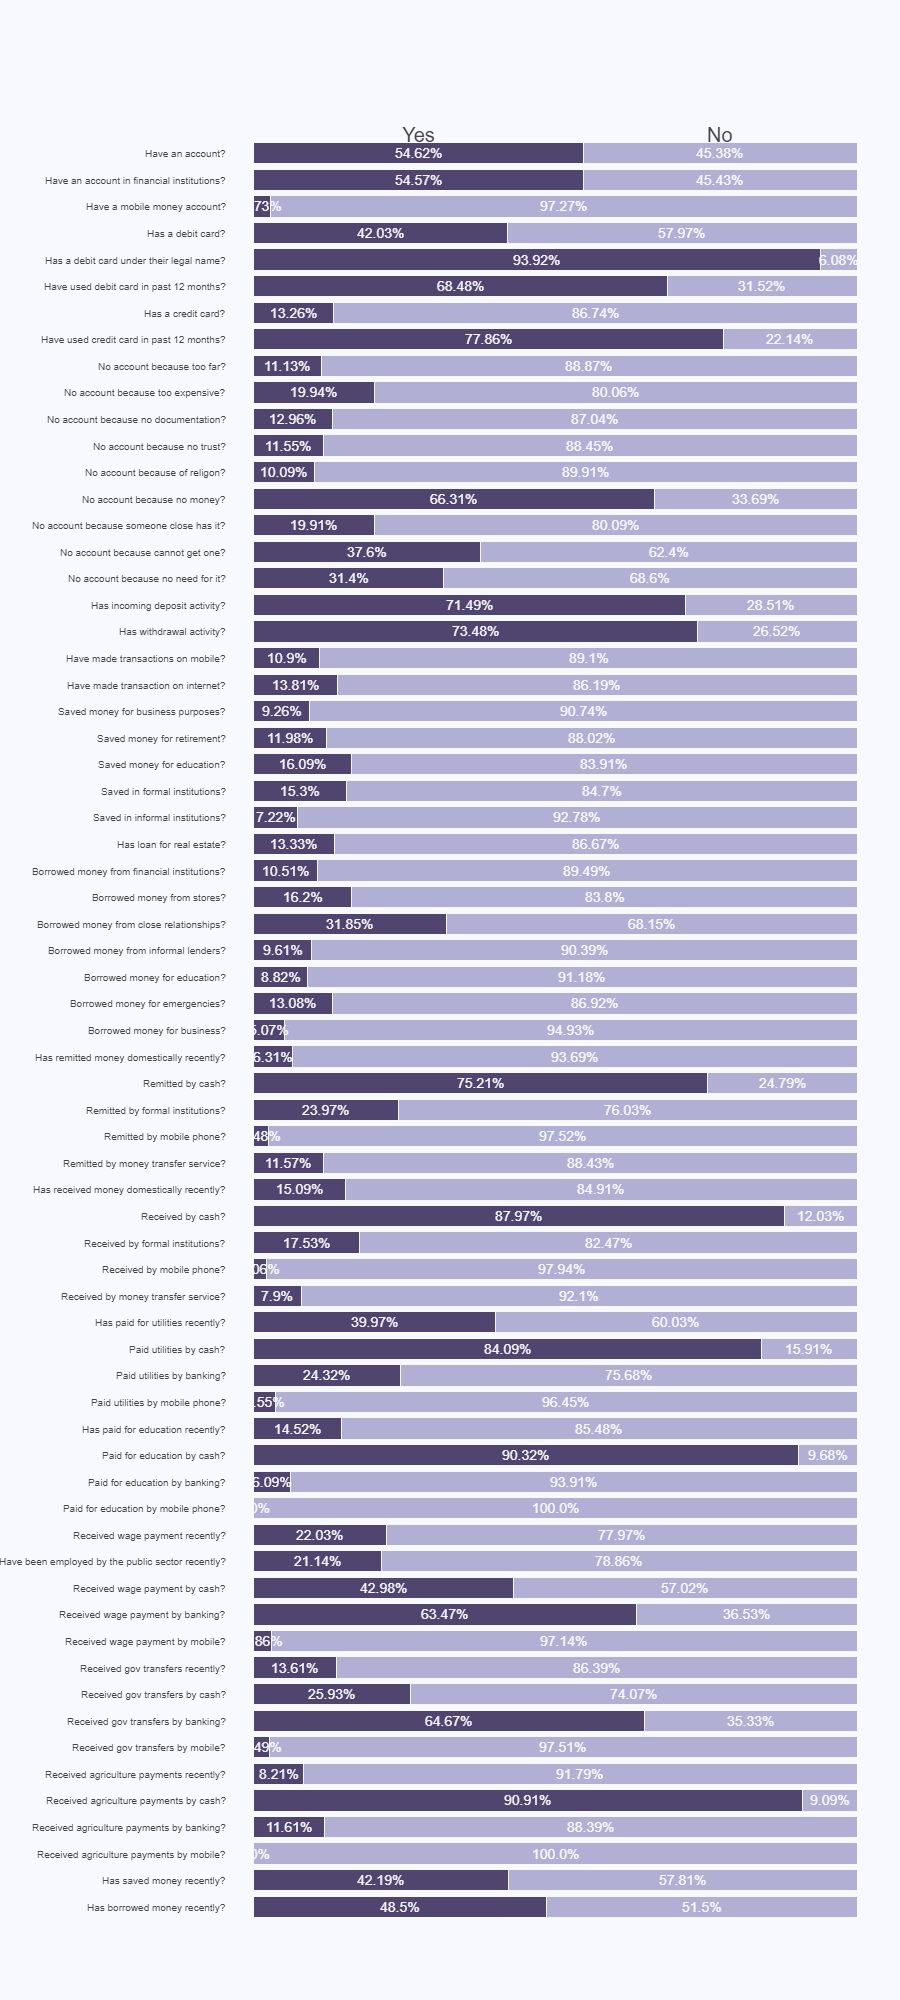 Yes No
Have an account? 54.62% 45.38%
Have an account in financial institutions? 54.57% 45.43%
Have a mobile money account? 73% 97.27%
Has a debit card? 42.03% 57.97%
Has a debit card under their legal name? 93.92% 6.08%
Have used debit card in past 12 months? 68.48% 31.52%
Has a credit card? 13.26% 86.74%
Have used credit card in past 12 months? 77.86% 22.14%
No account because too far? 11.13% 88.87%
No account because too expensive? 19.94% 80.06%
No account because no documentation? 12.96% 87.04%
No account because no trust? 11.55% 88.45%
No account because of religon? 10.09% 89.91%
No account because no money? 66.31% 33.69%
No account because someone close has it? 19.91% 80.09%
No account because cannot get one? 37.6% 62.4%
No account because no need for it? 31.4% 68.6%
Has incoming deposit activity? 71.49% 28.51%
Has withdrawal activity? 73.48% 26.52%
Have made transactions on mobile? 10.9% 89.1%
Have made transaction on internet? 13.81% 86.19%
Saved money for business purposes? 9.26% 90.74%
Saved money for retirement? 11.98% 88.02%
Saved money for education? 16.09% 83.91%
Saved in formal institutions? 15.3% 84.7%
Saved in informal institutions? 7.22% 92.78%
Has loan for real estate? 13.33% 86.67%
Borrowed money from financial institutions? 10.51% 89.49%
Borrowed money from stores? 16.2% 83.8%
Borrowed money from close relationships? 31.85% 68.15%
Borrowed money from informal lenders? 9.61% 90.39%
Borrowed money for education? 8.82% 91.18%
Borrowed money for emergencies? 13.08% 86.92%
Borrowed money for business? 5.07% 94.93%
Has remitted money domestically recently? 6.31% 93.69%
Remitted by cash? 75.21% 24.79%
Remitted by formal institutions? 23.97% 76.03%
Remitted by mobile phone? 48% 97.52%
Remitted by money transfer service? 11.57% 88.43%
Has received money domestically recently? 15.09% 84.91%
Received by cash? 87.97% 12.03%
Received by formal institutions? 17.53% 82.47%
Received by mobile phone? 06% 97.94%
Received by money transfer service? 7.9% 92.1%
Has paid for utilities recently? 39.97% 60.03%
Paid utilities by cash? 84.09% 15.91%
Paid utilities by banking? 24.32% 75.68%
Paid utilities by mobile phone? .55% 96.45%
Has paid for education recently? 14.52% 85.48%
Paid for education by cash? 90.32% 9.68%
Paid for education by banking? 6.09% 93.91%
Paid for education by mobile phone? 0% 100.0%
Received wage payment recently? 22.03% 77.97%
Have been employed by the public sector recently? 21.14% 78.86%
Received wage payment by cash? 42.98% 57.02%
Received wage payment by banking? 63.47% 36.53%
Received wage payment by mobile? 86% 97.14%
Received gov transfers recently? 13.61% 86.39%
Received gov transfers by cash? 25.93% 74.07%
Received gov transfers by banking? 64.67% 35.33%
Received gov transfers by mobile? 49% 97.51%
Received agriculture payments recently? 8.21% 91.79%
Received agriculture payments by cash? 90.91% 9.09%
Received agriculture payments by banking? 11.61% 88.39%
Received agriculture payments by mobile? 0% 100.0%
Has saved money recently? 42.19% 57.81%
Has borrowed money recently? 48.5% 51.5%